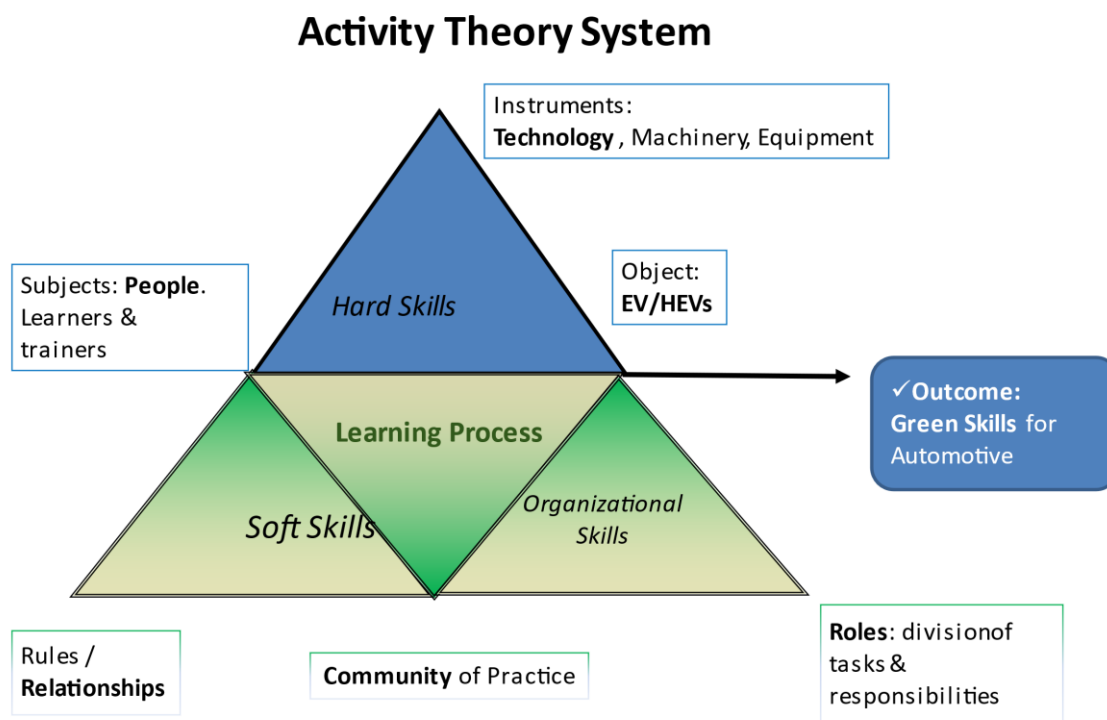 Activity Theory System
Instruments:
Technology , Machinery, Equipment
Subjects: People.
Learners &
trainers
Object:
EV/HEVs
Hard Skills
✓Outcome:
Green Skills for
Automotive
Learning Process
Soft Skills
Organizational
Skills
Rules /
Relationships
Community of Practice
Roles: divisionof
tasks &
responsibilities